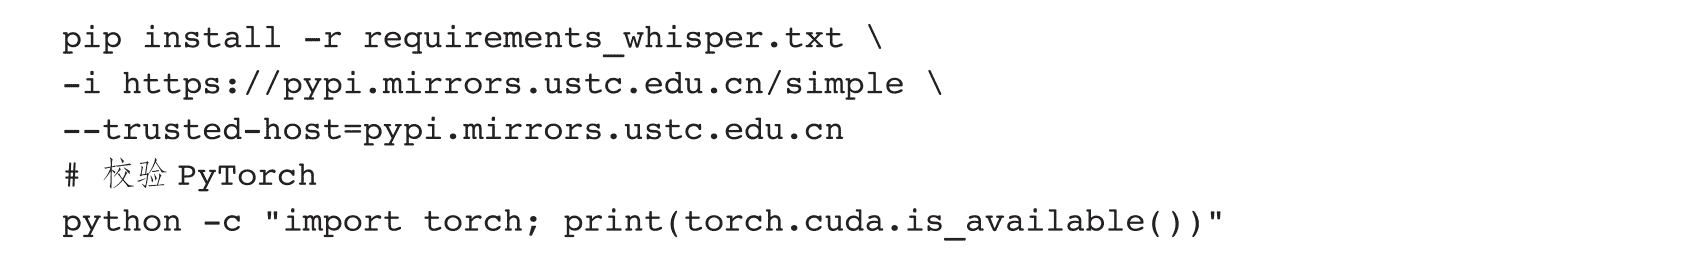 pip install -r requirements_whisper.txt \
-i https://pypi.mirrors.ustc.edu.cn/simple \
--trusted-host=pypi.mirrors.ustc.edu.cn
# 校验 PyTorch
python -c "import torch; print(torch.cuda.is_available())"